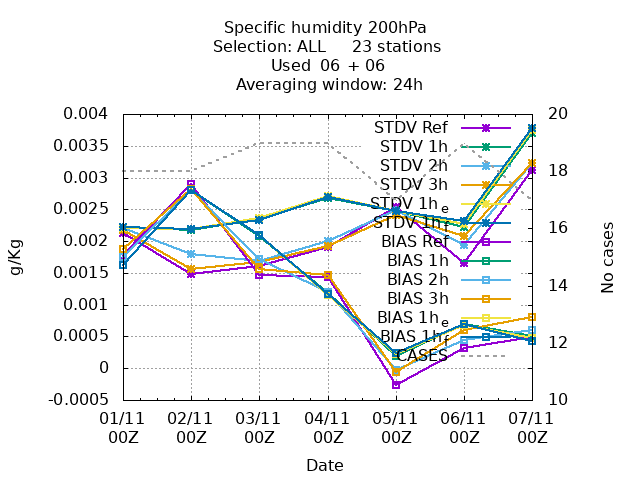 Specific humidity 200hPa
Selection: ALL 23 stations
Used 06 + 06
Averaging window: 24h
0.004
0.0035
0.003
0.0025
0.002
0.0015
0.001
0.0005
0
-0.0005
g/Kg
20
18
16
14
12
10
No cases
STDV Ref
STDV 1h
STDV 2h
STDV 3h
STDV 1h_e
STDV 1h_f
BIAS Ref
BIAS 1h
BIAS 2h
BIAS 3h
BIAS 1h_e
BIAS 1h_f
CASES
01/11 02/11 03/11 04/11 05/11 06/11 07/11
00Z 00Z 00Z 00Z 00Z 00Z 00Z
Date